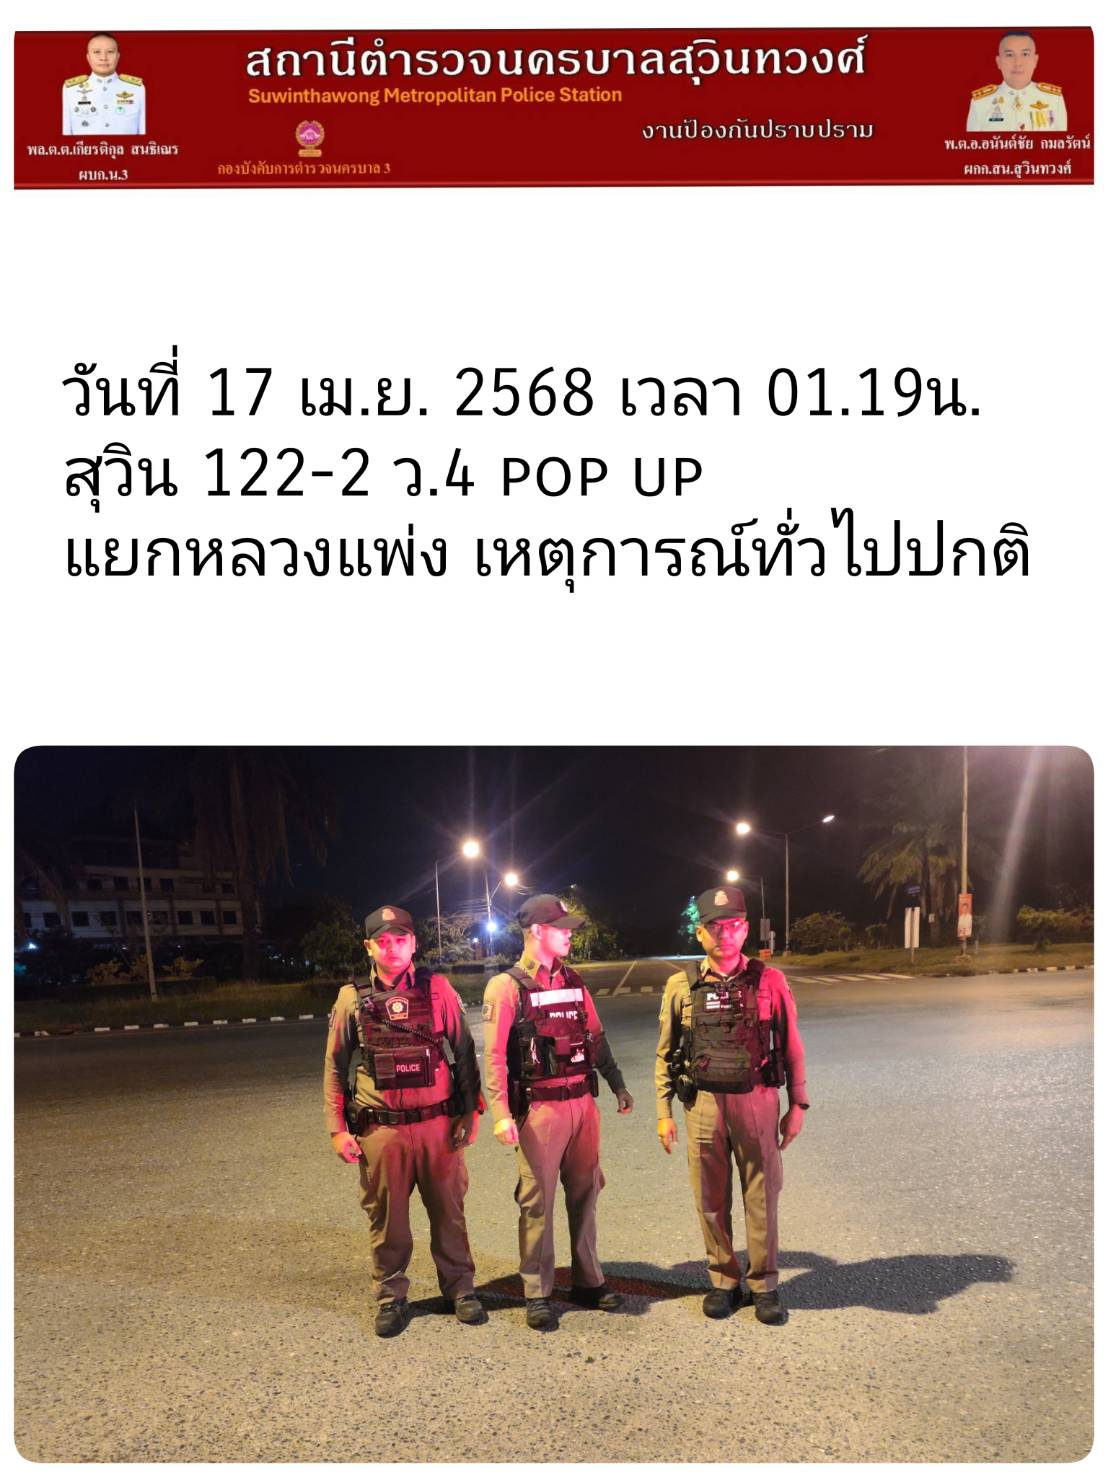 สถานีตำรวจนครบาลสุวินทวงศ์
Suwinthawong Metropolitan Police Station
งานป้องกันปราบปราม
พล.ต.ต.เกียรติกุล สนธิเณร
ผบก.น.3
กองบังคับการตำรวจนครบาล 3
พ.ต.อ.อนันต์ชัย กมลรัตน์
ผกก.สน.สุวินทวงศ์
วันที่ 17 เม.ย. 2568 เวลา 01.19น.
สุวิน 122-2 ว.4 POP UP
แยกหลวงแพ่ง เหตุการณ์ทั่วไปปกติ
POLICE
POLICE
POLICE